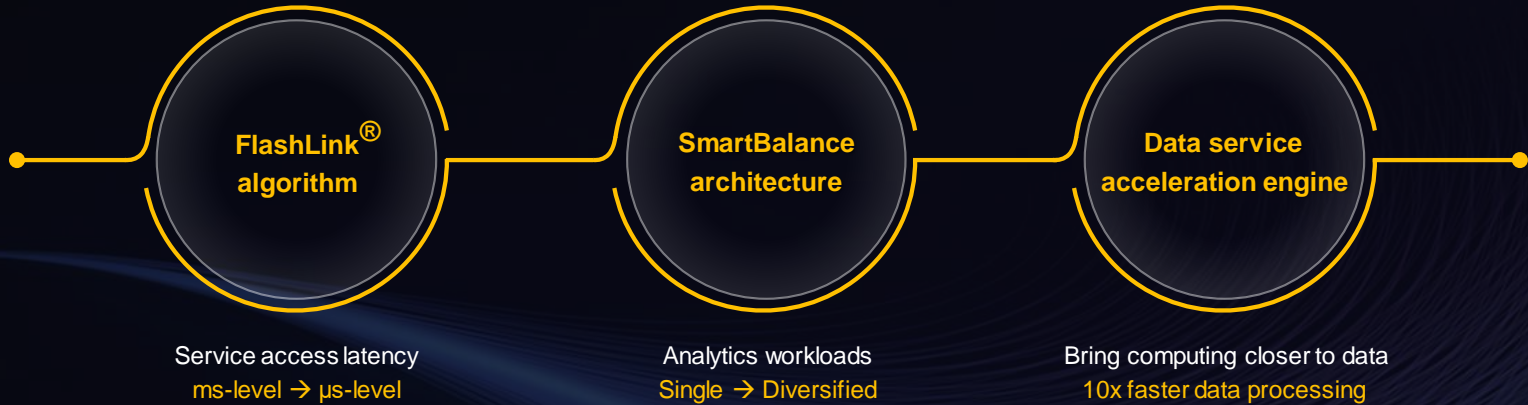 FlashLink®
algorithm
SmartBalance
architecture
Data service
acceleration engine
Service access latency
ms-level → µs-level
Analytics workloads
Single → Diversified
Bring computing closer to data
10x faster data processing